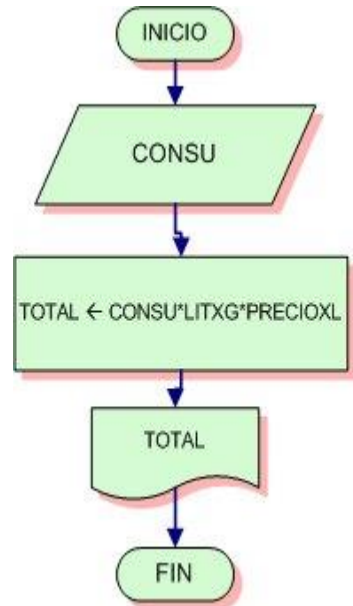 INICIO
CONSU
TOTAL ← CONSU*LITXG*PRECIOXL
TOTAL
FIN